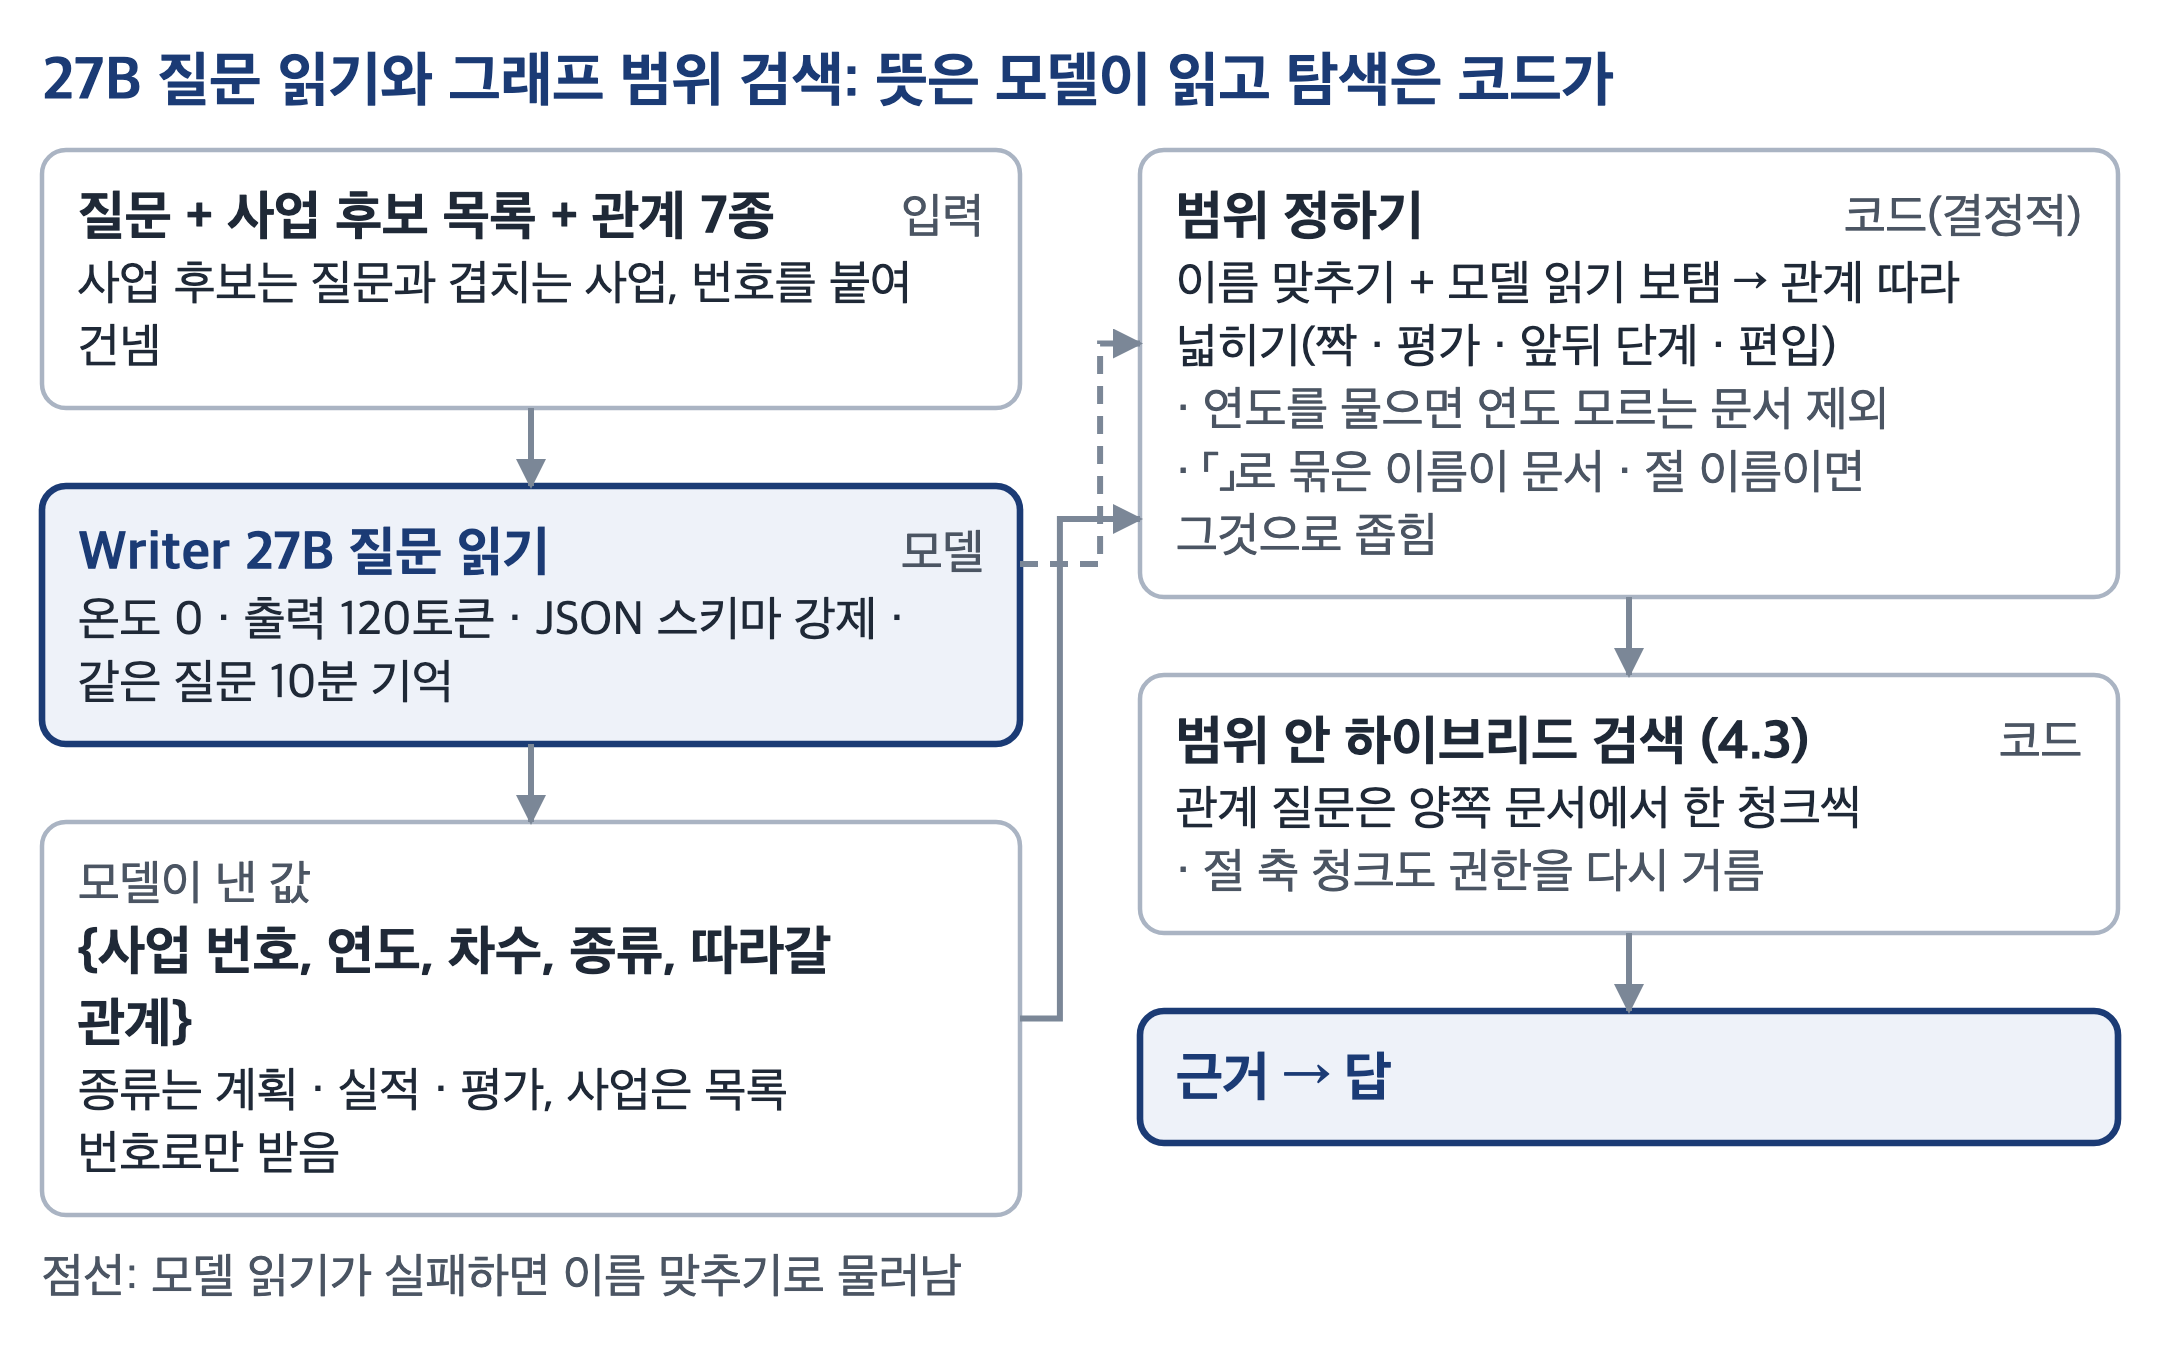 27B 질문 읽기와 그래프 범위 검색: 뜻은 모델이 읽고 탐색은 코드가
질문 + 사업 후보 목록 + 관계 7종
입력
사업 후보는 질문과 겹치는 사업, 번호를 붙여
건넴
Writer 27B 질문 읽기
모델
온도 0 · 출력 120토큰 · JSON 스키마 강제 ·
같은 질문 10분 기억
모델이 낸 값
{사업 번호, 연도, 차수, 종류, 따라갈
관계}
종류는 계획 · 실적 · 평가, 사업은 목록
번호로만 받음
범위 정하기
코드(결정적)
이름 맞추기 + 모델 읽기 보탬 → 관계 따라
넓히기(짝 · 평가 · 앞뒤 단계 · 편입)
· 연도를 물으면 연도 모르는 문서 제외
· 「」로 묶은 이름이 문서 · 절 이름이면
그것으로 좁힘
범위 안 하이브리드 검색 (4.3)
코드
관계 질문은 양쪽 문서에서 한 청크씩
· 절 축 청크도 권한을 다시 거름
근거 → 답
점선: 모델 읽기가 실패하면 이름 맞추기로 물러남